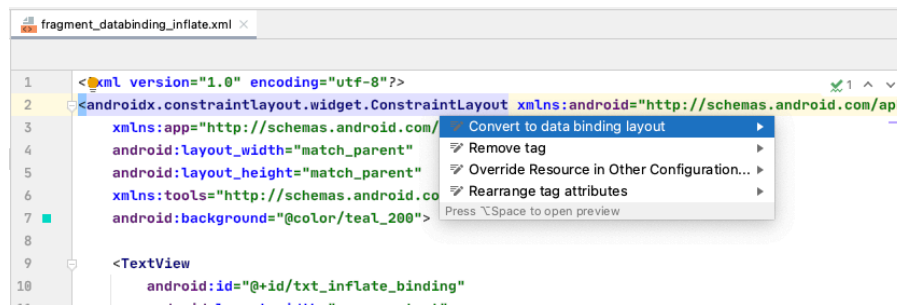 fragment_databinding_inflate.xml
1 <?xml version="1.0" encoding="utf-8"?>
1
2 <androidx.constraintlayout.widget.ConstraintLayout xmlns:android="http://schemas.android.com/ap
3 xmlns:app="http://schemas.android.com/
4 android:layout_width="match_parent"
5 android:layout_height="match_parent"
6 xmlns:tools="http://schemas.android.co
7 android:background="@color/teal_200">
8
9 <TextView
10 android:id="@+id/txt_inflate_binding"
Convert to data binding layout
Remove tag
Override Resource in Other Configuration...
Rearrange tag attributes
Press ⌥Space to open preview